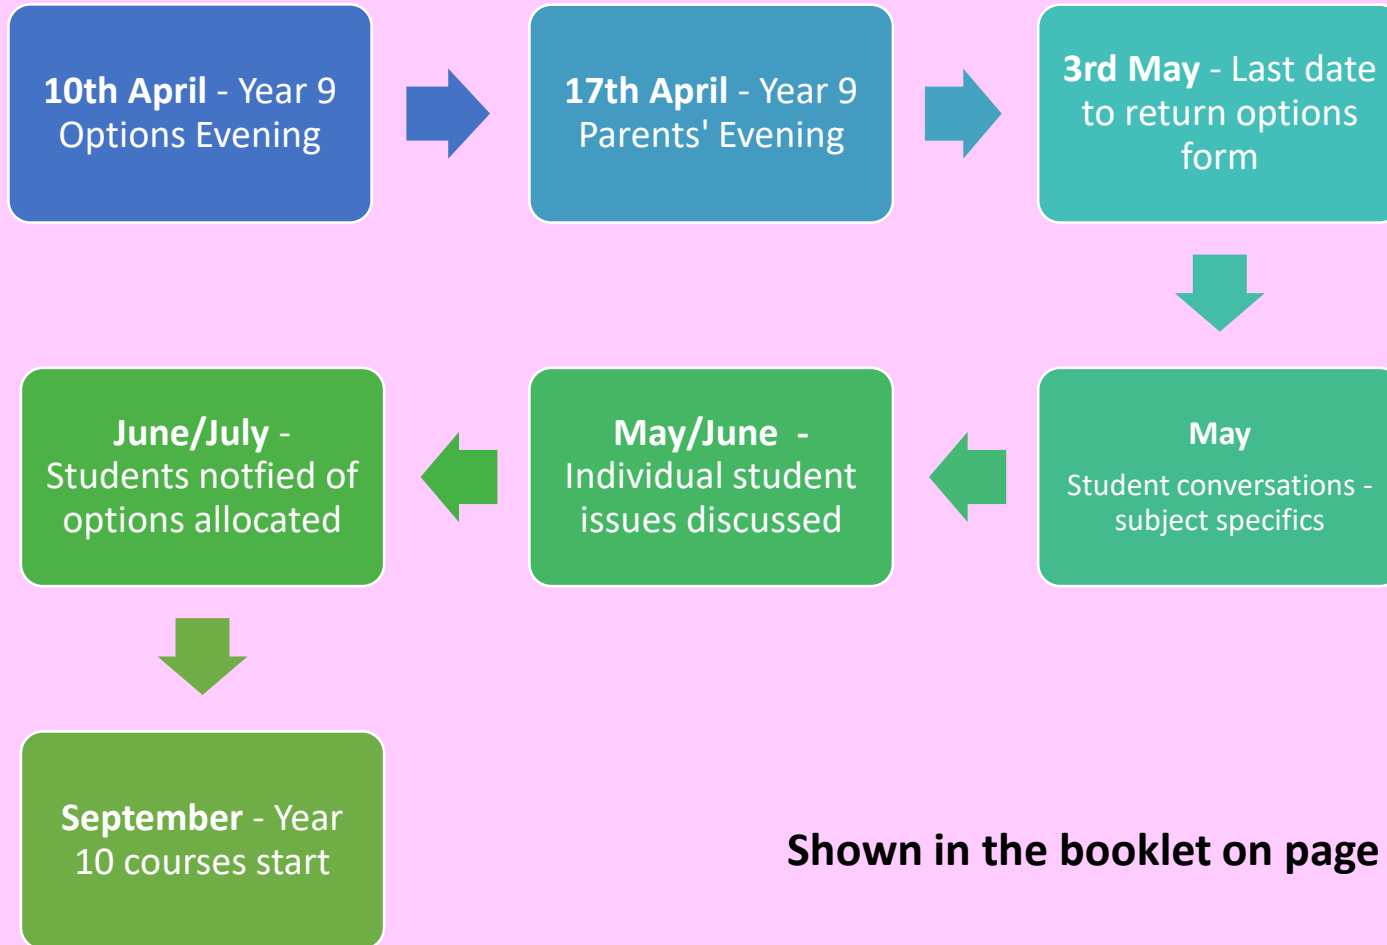 10th April - Year 9
Options Evening
17th April - Year 9
Parents' Evening
3rd May - Last date
to return options
form
May
Student conversations -
subject specifics
May/June  -
Individual student
issues discussed
June/July -
Students notfied of
options allocated
September - Year
10 courses start
Shown in the booklet on page